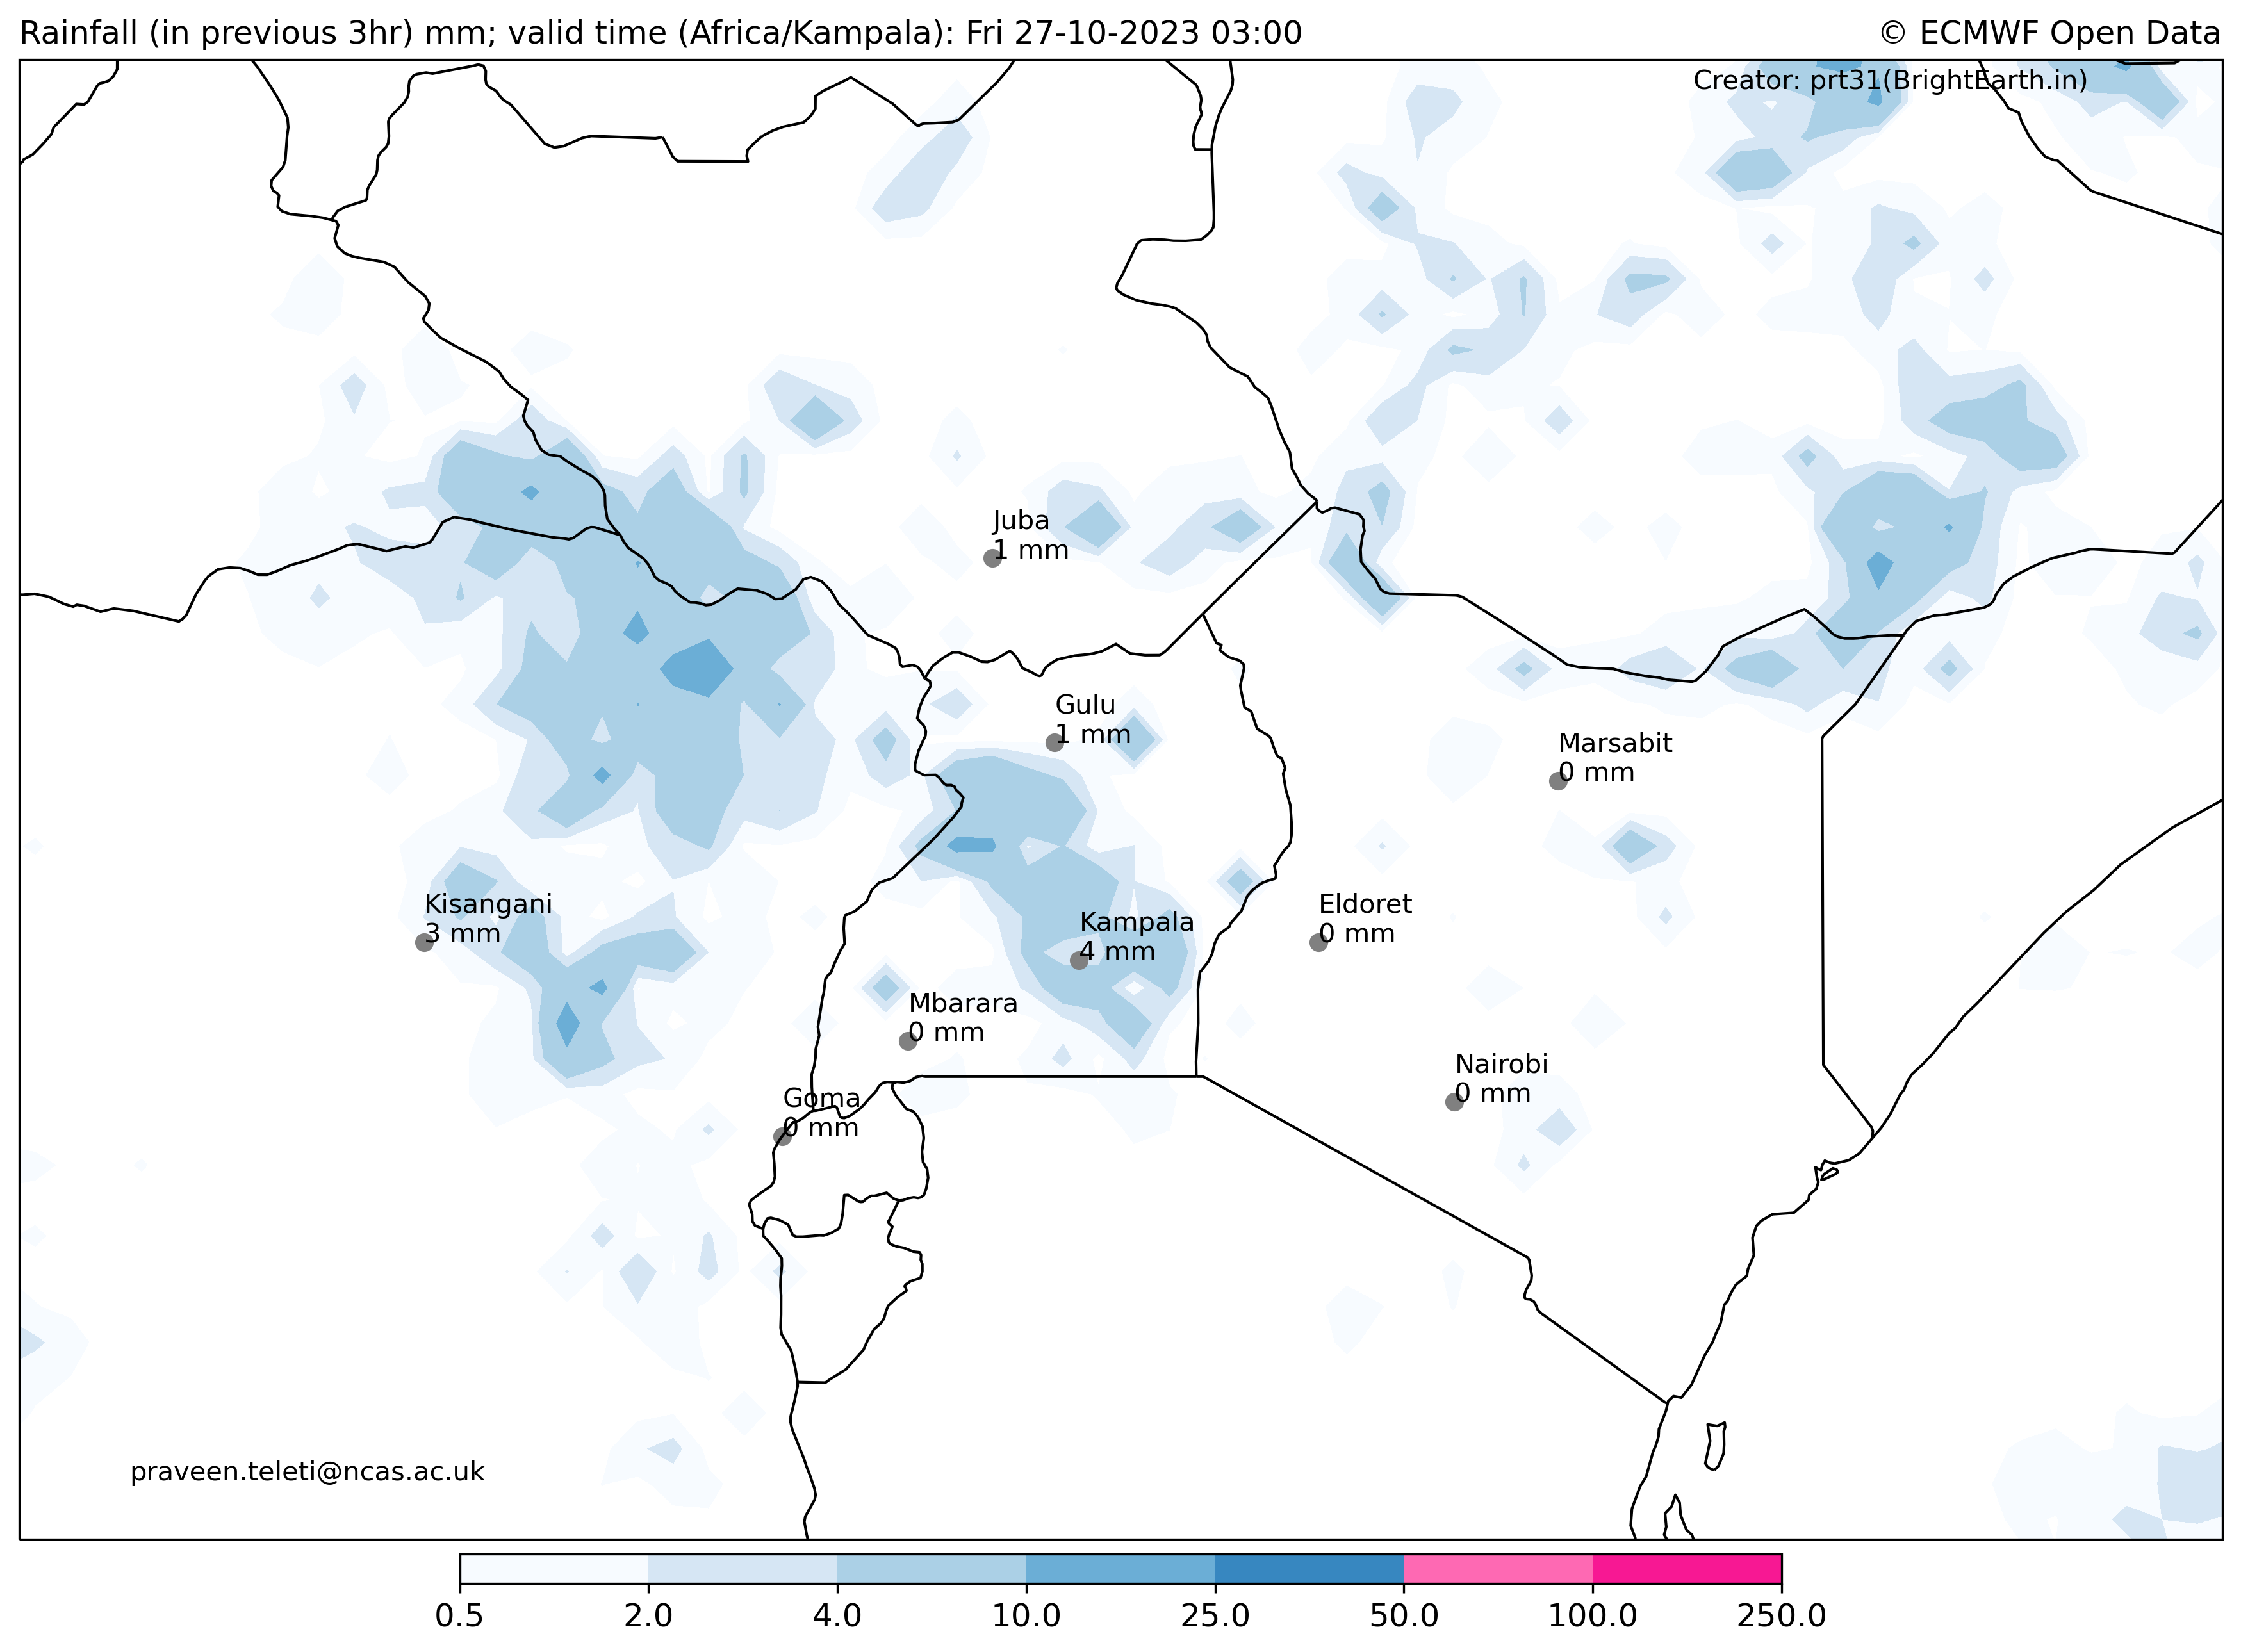 Rainfall (in previous 3hr) mm; valid time (Africa/Kampala): Fri 27-10-2023 03:00
© ECMWF Open Data
Creator: prt31(BrightEarth.in)
Juba
1 mm
Gulu
1 mm
Marsabit
0 mm
Kisangani
3 mm
Kampala
4 mm
Eldoret
0 mm
Mbarara
0 mm
Nairobi
0 mm
Goma
0 mm
praveen.teleti@ncas.ac.uk
0.5 2.0 4.0 10.0 25.0 50.0 100.0 250.0